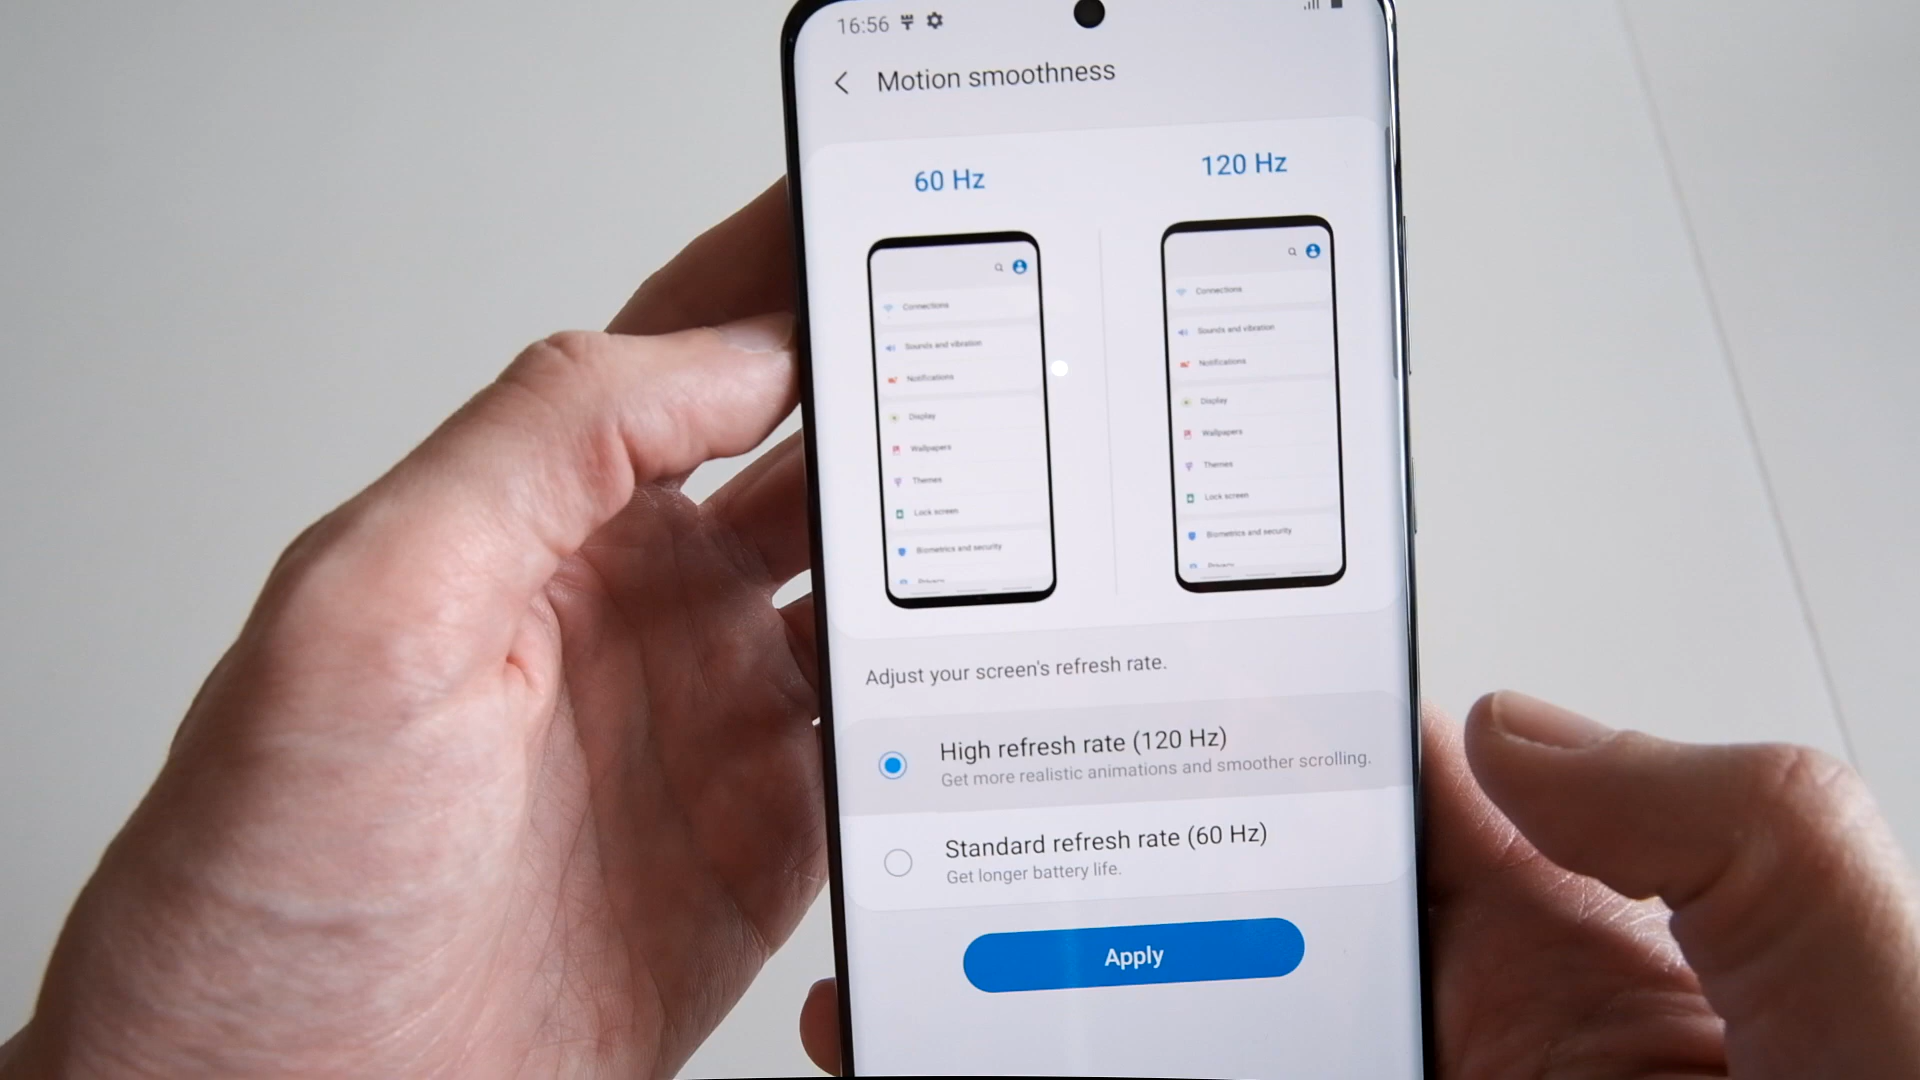 16:56
Motion smoothness
60 Hz
120 Hz
Connections
Sounds and vibration
Notifications
Display
Wallpapers
Themes
Lock screen
Biometrics and security
Privacy
Connections
Sounds and vibration
Notifications
Display
Wallpapers
Themes
Lock screen
Biometrics and security
Privacy
Adjust your screen's refresh rate.
High refresh rate (120 Hz)
Get more realistic animations and smoother scrolling.
Standard refresh rate (60 Hz)
Get longer battery life.
Apply